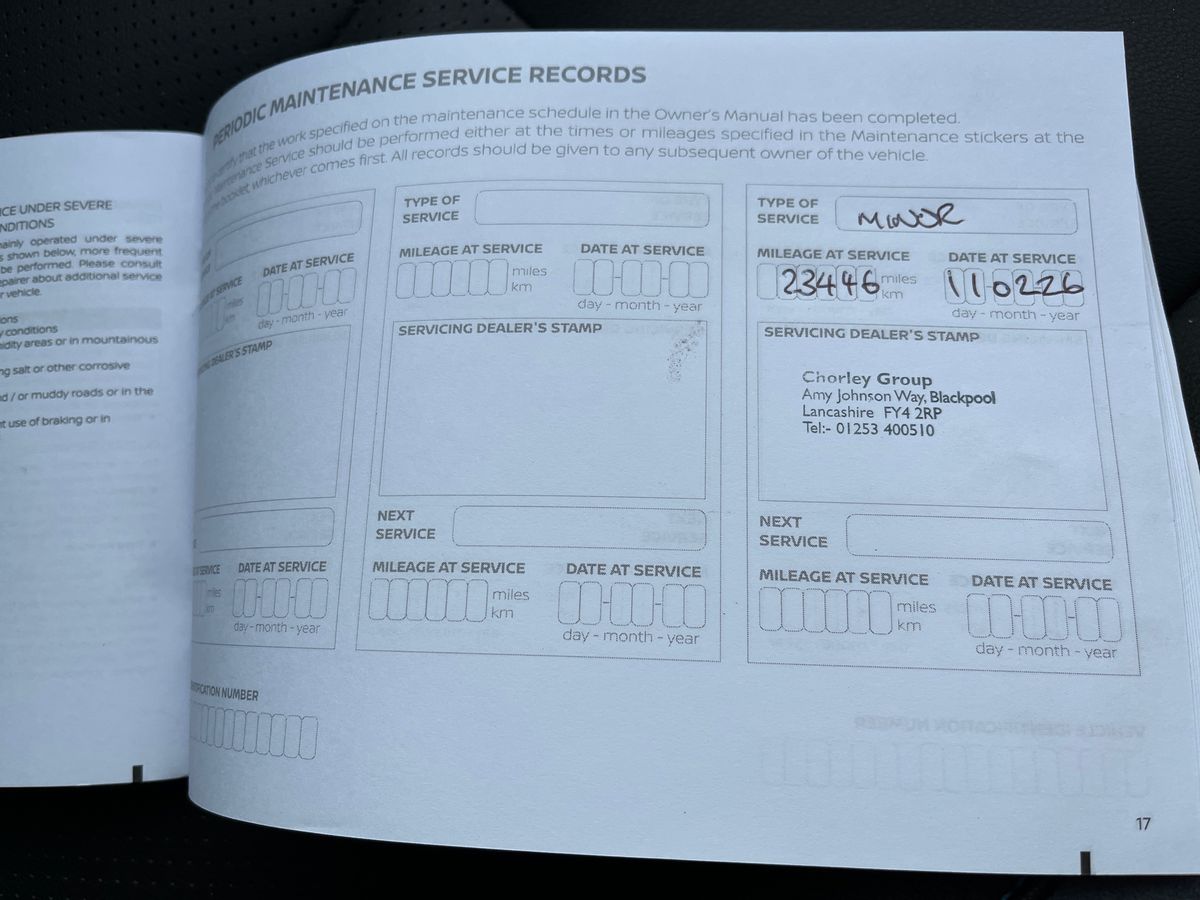 ICE UNDER SEVERE
NDITIONS
ainly operated under severe
s shown below, more frequent
be performed. Please consult
epairer about additional service
r vehicle.
ons
y conditions
idity areas or in mountainous
ng salt or other corrosive
nd / or muddy roads or in the
nt use of braking or in
PERIODIC MAINTENANCE SERVICE RECORDS
certify that the work specified on the maintenance schedule in the Owner's Manual has been completed.
Maintenance Service should be performed either at the times or mileages specified in the Maintenance stickers at the
booklet, whichever comes first. All records should be given to any subsequent owner of the vehicle.
SERVICE DATE AT SERVICE
miles
km
day - month - year
DEALER'S STAMP
SERVICE DATE AT SERVICE
miles
km
day - month - year
NUMBER
TYPE OF
SERVICE
MILEAGE AT SERVICE DATE AT SERVICE
miles
km
day - month - year
SERVICING DEALER'S STAMP
NEXT
SERVICE
MILEAGE AT SERVICE DATE AT SERVICE
miles
km
day - month - year
TYPE OF
SERVICE MINOR
MILEAGE AT SERVICE DATE AT SERVICE
23446 miles 110226
km
day - month - year
SERVICING DEALER'S STAMP
Chorley Group
Amy Johnson Way, Blackpool
Lancashire FY4 2RP
Tel:- 01253 400510
NEXT
SERVICE
MILEAGE AT SERVICE DATE AT SERVICE
miles
km
day - month - year
17